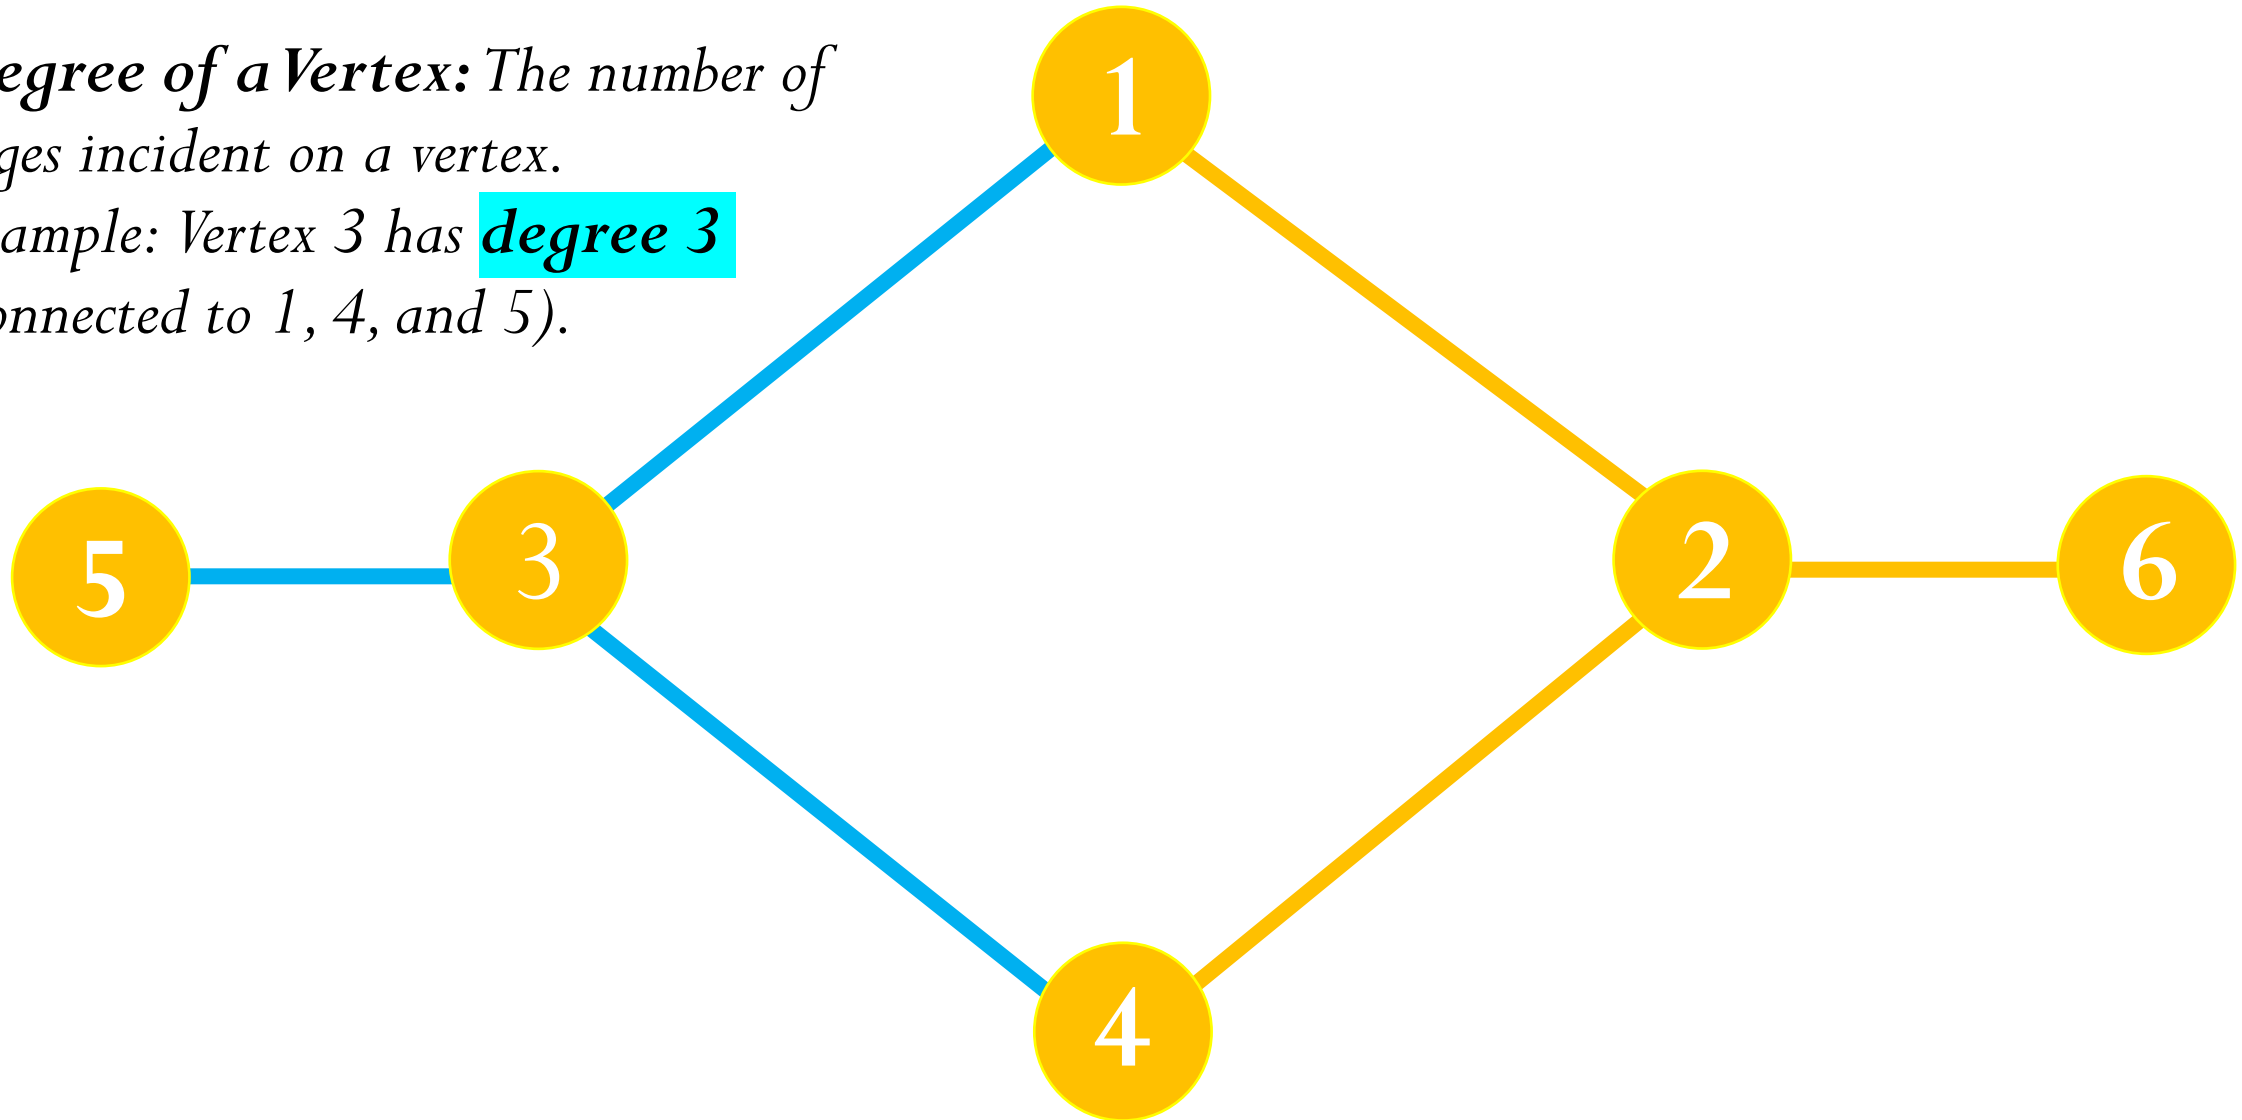 egree of a Vertex: The number of
ges incident on a vertex.
ample: Vertex 3 has degree 3
onnected to 1, 4, and 5).
1
5
3
2
6
4